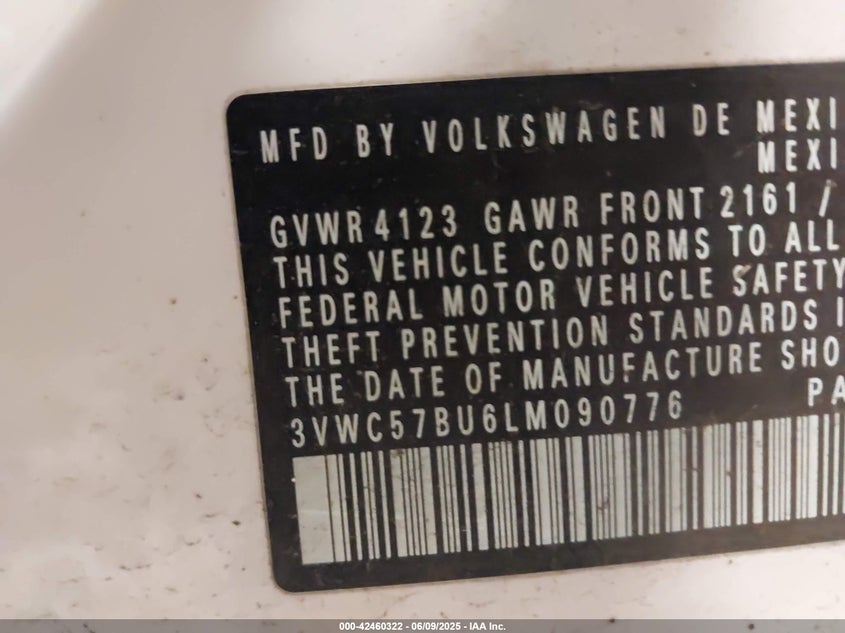 MFD BY VOLKSWAGEN DE MEXI
MEXI
GVWR 4123 GAWR FRONT 2161 /
THIS VEHICLE CONFORMS TO ALL
FEDERAL MOTOR VEHICLE SAFETY
THEFT PREVENTION STANDARDS I
THE DATE OF MANUFACTURE SHO
3VWC57BU6LM090776 PA
000-42460322 | 06/09/2025 - IAA Inc.